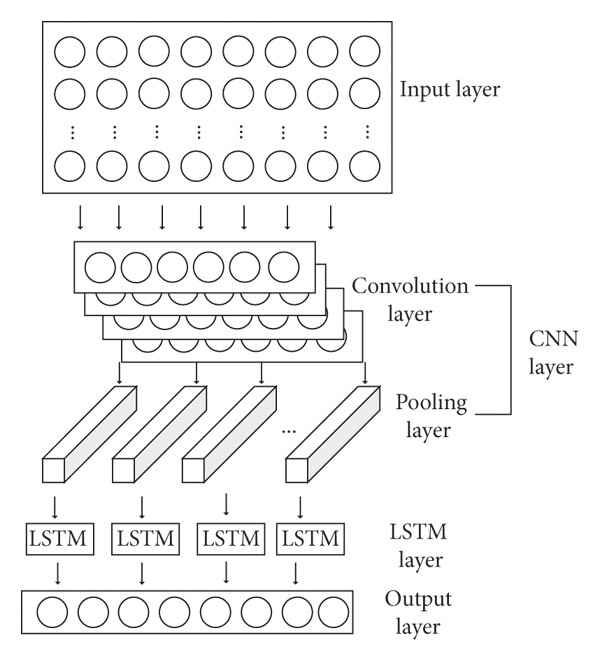 Input layer
Convolution
layer
CNN
layer
Pooling
layer
...
LSTM
LSTM
LSTM
LSTM
LSTM
layer
Output
layer